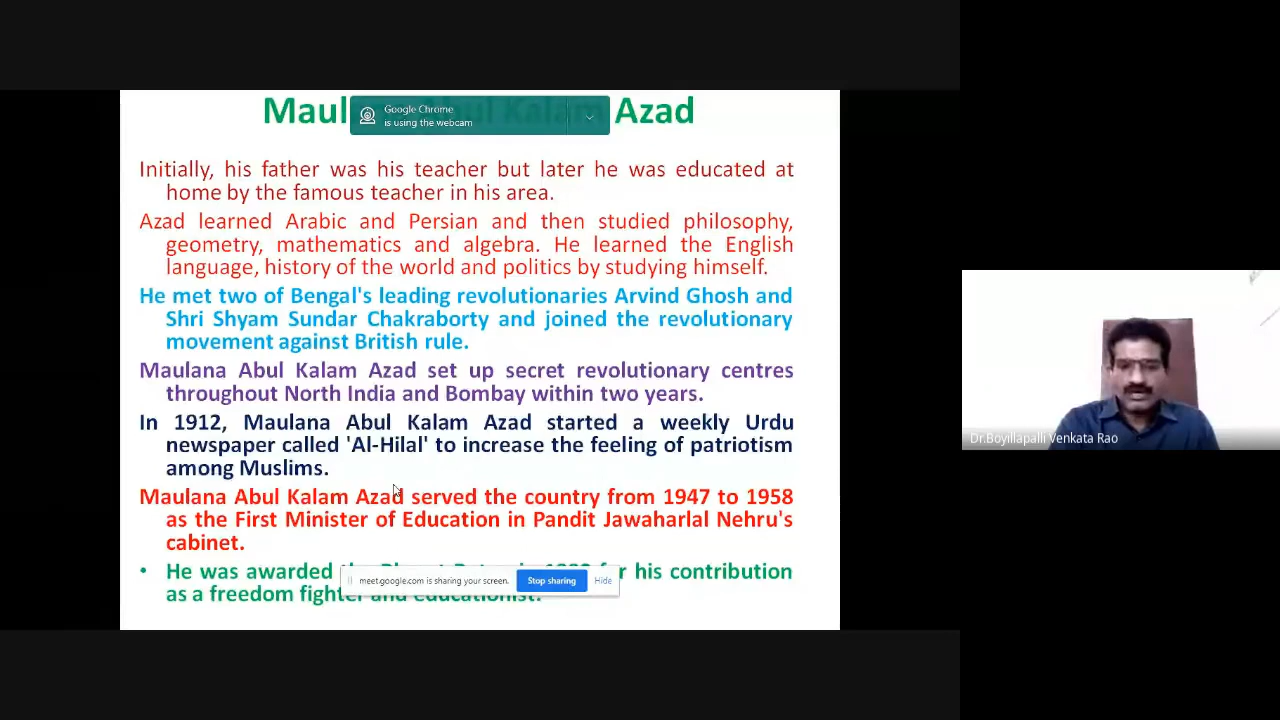 Maul Azad
Google Chrome
is using the webcam
Initially, his father was his teacher but later he was educated at
home by the famous teacher in his area.
Azad learned Arabic and Persian and then studied philosophy,
geometry, mathematics and algebra. He learned the English
language, history of the world and politics by studying himself.
He met two of Bengal's leading revolutionaries Arvind Ghosh and
Shri Shyam Sundar Chakraborty and joined the revolutionary
movement against British rule.
Maulana Abul Kalam Azad set up secret revolutionary centres
throughout North India and Bombay within two years.
In 1912, Maulana Abul Kalam Azad started a weekly Urdu
newspaper called 'Al-Hilal' to increase the feeling of patriotism
among Muslims.
Maulana Abul Kalam Azad served the country from 1947 to 1958
as the First Minister of Education in Pandit Jawaharlal Nehru's
cabinet.
• He was awarded for his contribution
as a freedom fighter and educationist.
meet.google.com is sharing your screen. Stop sharing Hide
Dr.Boyillapalli Venkata Rao